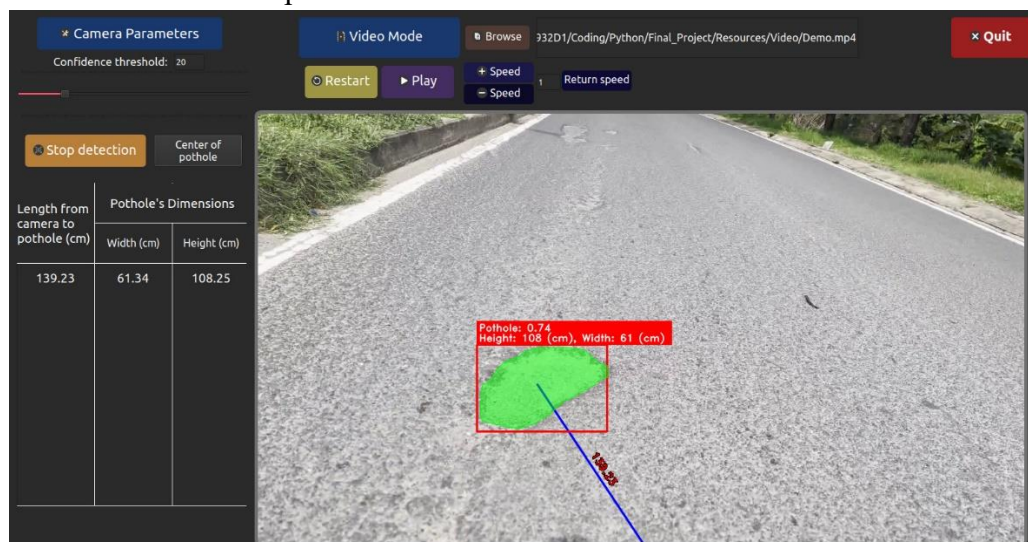 Camera Parameters
Confidence threshold: 20
Video Mode
Browse
932D1/Coding/Python/Final_Project/Resources/Video/Demo.mp4
Quit
Restart
Play
+ Speed
- Speed
1
Return speed
Stop detection
Center of
pothole
Length from
camera to
pothole (cm)
Pothole's Dimensions
Width (cm)
Height (cm)
139.23
61.34
108.25
Pothole: 0.74
Height: 108 (cm), Width: 61 (cm)
139.23